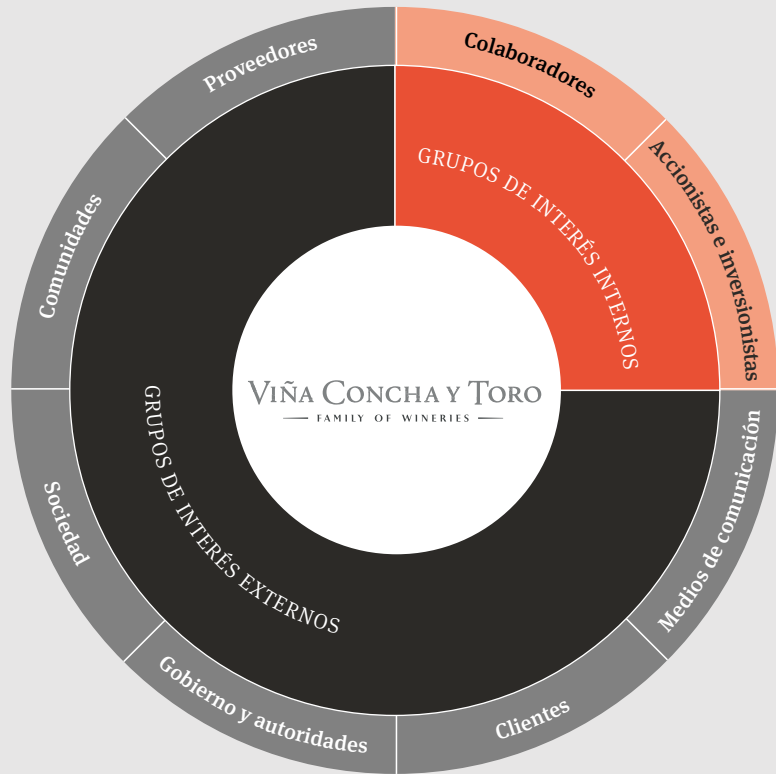 Colaboradores
Accionistas e inversionistas
Medios de comunicación
Clientes
Gobierno y autoridades
Sociedad
Comunidades
Proveedores
GRUPOS DE INTERÉS INTERNOS
GRUPOS DE INTERÉS EXTERNOS
VIÑA CONCHA Y TORO
FAMILY OF WINERIES